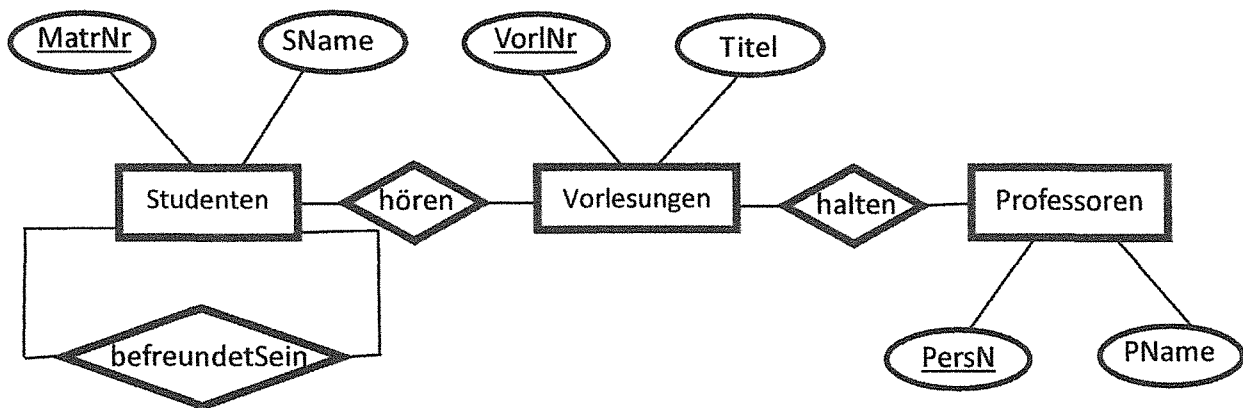 MatrNr
SName
VorlNr
Titel
Studenten
hören
Vorlesungen
halten
Professoren
befreundetSein
PersN
PName